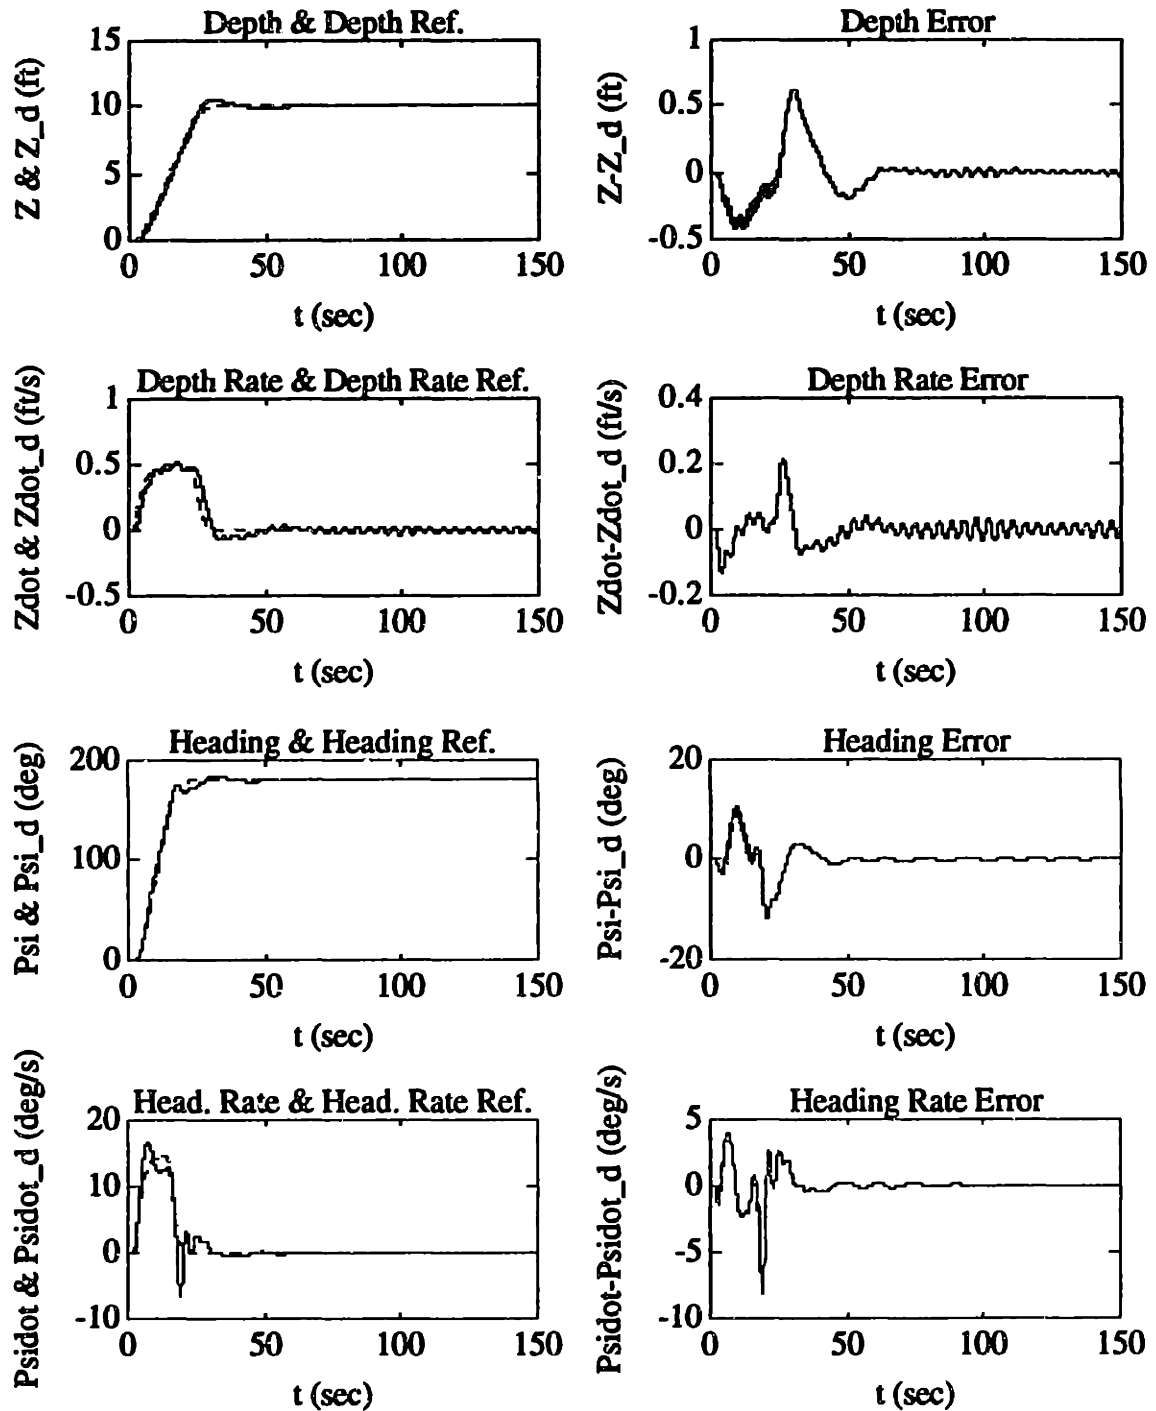 Depth & Depth Ref.
Z & Z_d (ft)
15
10
5
0
0 50 100 150
t (sec)
Depth Error
Z-Z_d (ft)
1
0.5
0
-0.5
0 50 100 150
t (sec)
Depth Rate & Depth Rate Ref.
Zdot & Zdot_d (ft/s)
1
0.5
0
-0.5
0 50 100 150
t (sec)
Depth Rate Error
Zdot-Zdot_d (ft/s)
0.4
0.2
0
-0.2
0 50 100 150
t (sec)
Heading & Heading Ref.
Psi & Psi_d (deg)
200
100
0
0 50 100 150
t (sec)
Heading Error
Psi-Psi_d (deg)
20
0
-20
0 50 100 150
t (sec)
Head. Rate & Head. Rate Ref.
Psidot & Psidot_d (deg/s)
20
10
0
-10
0 50 100 150
t (sec)
Heading Rate Error
Psidot-Psidot_d (deg/s)
5
0
-5
-10
0 50 100 150
t (sec)